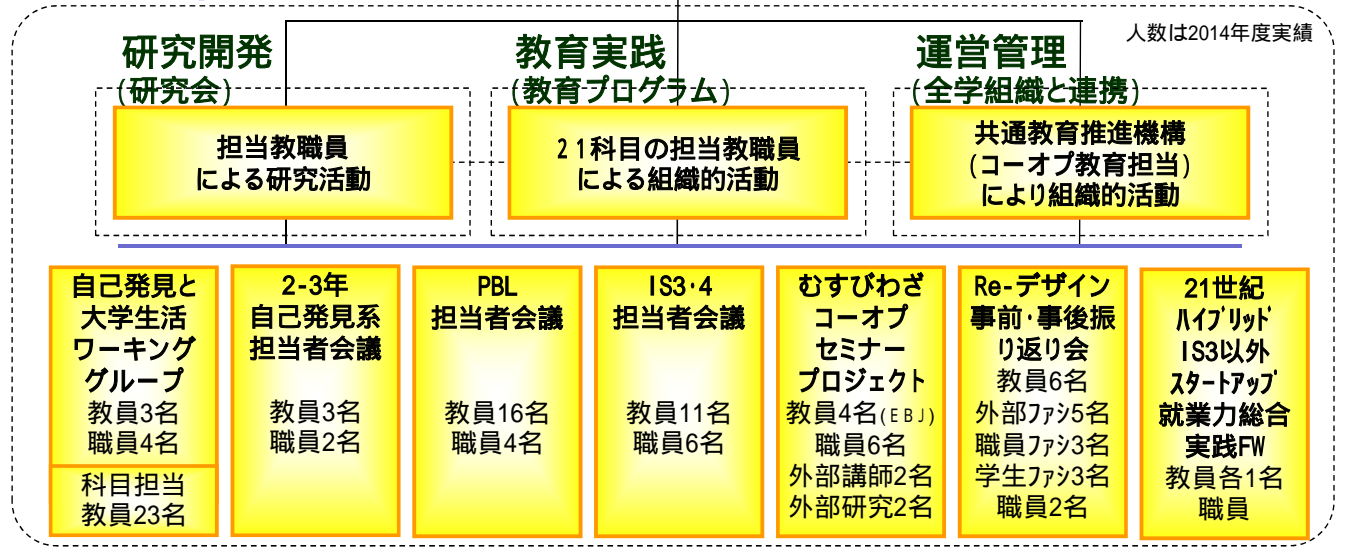 人数は2014年度実績
研究開発
(研究会)
教育実践
(教育プログラム)
運営管理
(全学組織と連携)
担当教職員
による研究活動
21科目の担当教職員
による組織的活動
共通教育推進機構
(コーオプ教育担当)
により組織的活動
自己発見と
大学生活
ワーキング
グループ
教員3名
職員4名
科目担当
教員23名
2-3年
自己発見系
担当者会議
教員3名
職員2名
PBL
担当者会議
教員16名
職員4名
IS3・4
担当者会議
教員11名
職員6名
むすびわざ
コーオプ
セミナー
プロジェクト
教員4名(EBJ)
職員6名
外部講師2名
外部研究2名
Re-デザイン
事前・事後振
り返り会
教員6名
外部ファシ5名
職員ファシ3名
学生ファシ3名
職員2名
21世紀
ハイブリッド
IS3以外
スタートアップ
就業力総合
実践FW
教員各1名
職員